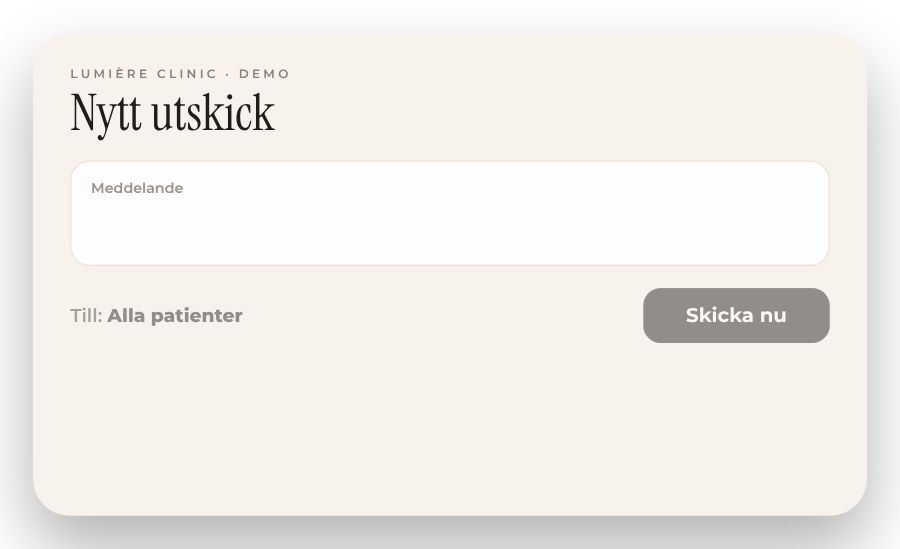 LUMIÈRE CLINIC · DEMO
Nytt utskick
Meddelande
Till: Alla patienter
Skicka nu